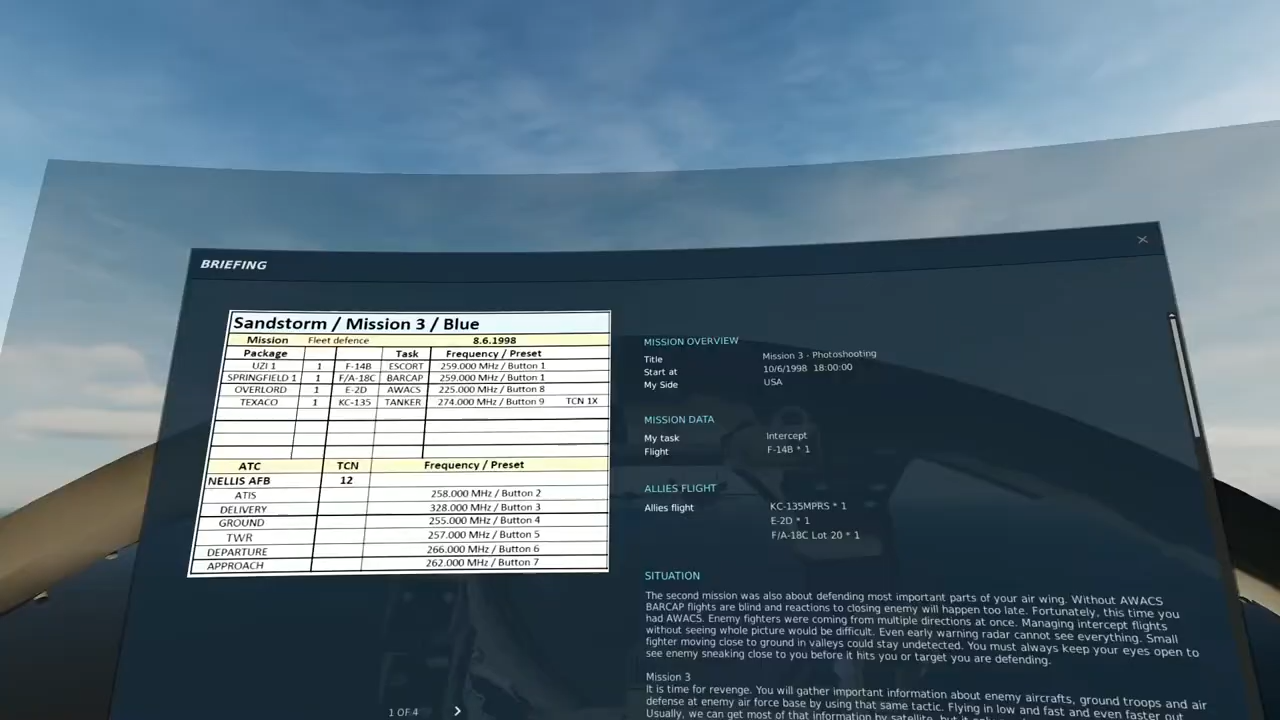 BRIEFING
Sandstorm / Mission 3 / Blue
Mission Fleet defence 8.6.1998
Package Task Frequency / Preset
UZI 1 1 F-14B ESCORT 259.000 MHz / Button 1
SPRINGFIELD 1 1 F/A-18C BARCAP 259.000 MHz / Button 1
OVERLORD 1 E-2D AWACS 225.000 MHz / Button 8
TEXACO 1 KC-135 TANKER 274.000 MHz / Button 9 TCN 1X
ATC TCN Frequency / Preset
NELLIS AFB 12
ATIS 258.000 MHz / Button 2
DELIVERY 328.000 MHz / Button 3
GROUND 255.000 MHz / Button 4
TWR 257.000 MHz / Button 5
DEPARTURE 266.000 MHz / Button 6
APPROACH 262.000 MHz / Button 7
1 OF 4
MISSION OVERVIEW
Title Mission 3 - Photoshooting
Start at 10/6/1998 18:00:00
My Side USA
MISSION DATA
My task Intercept
Flight F-14B * 1
ALLIES FLIGHT
Allies flight KC-135MPRS * 1
E-2D * 1
F/A-18C Lot 20 * 1
SITUATION
The second mission was also about defending most important parts of your air wing. Without AWACS
BARCAP flights are blind and reactions to closing enemy will happen too late. Fortunately, this time you
had AWACS. Enemy fighters were coming from multiple directions at once. Managing intercept flights
without seeing whole picture would be difficult. Even early warning radar cannot see everything. Small
fighter moving close to ground in valleys could stay undetected. You must always keep your eyes open to
see enemy sneaking close to you before it hits you or target you are defending.
Mission 3
It is time for revenge. You will gather important information about enemy aircrafts, ground troops and air
defense at enemy air force base by using that same tactic. Flying in low and fast and even faster out
Usually, we can get most of that information by satellite, but it